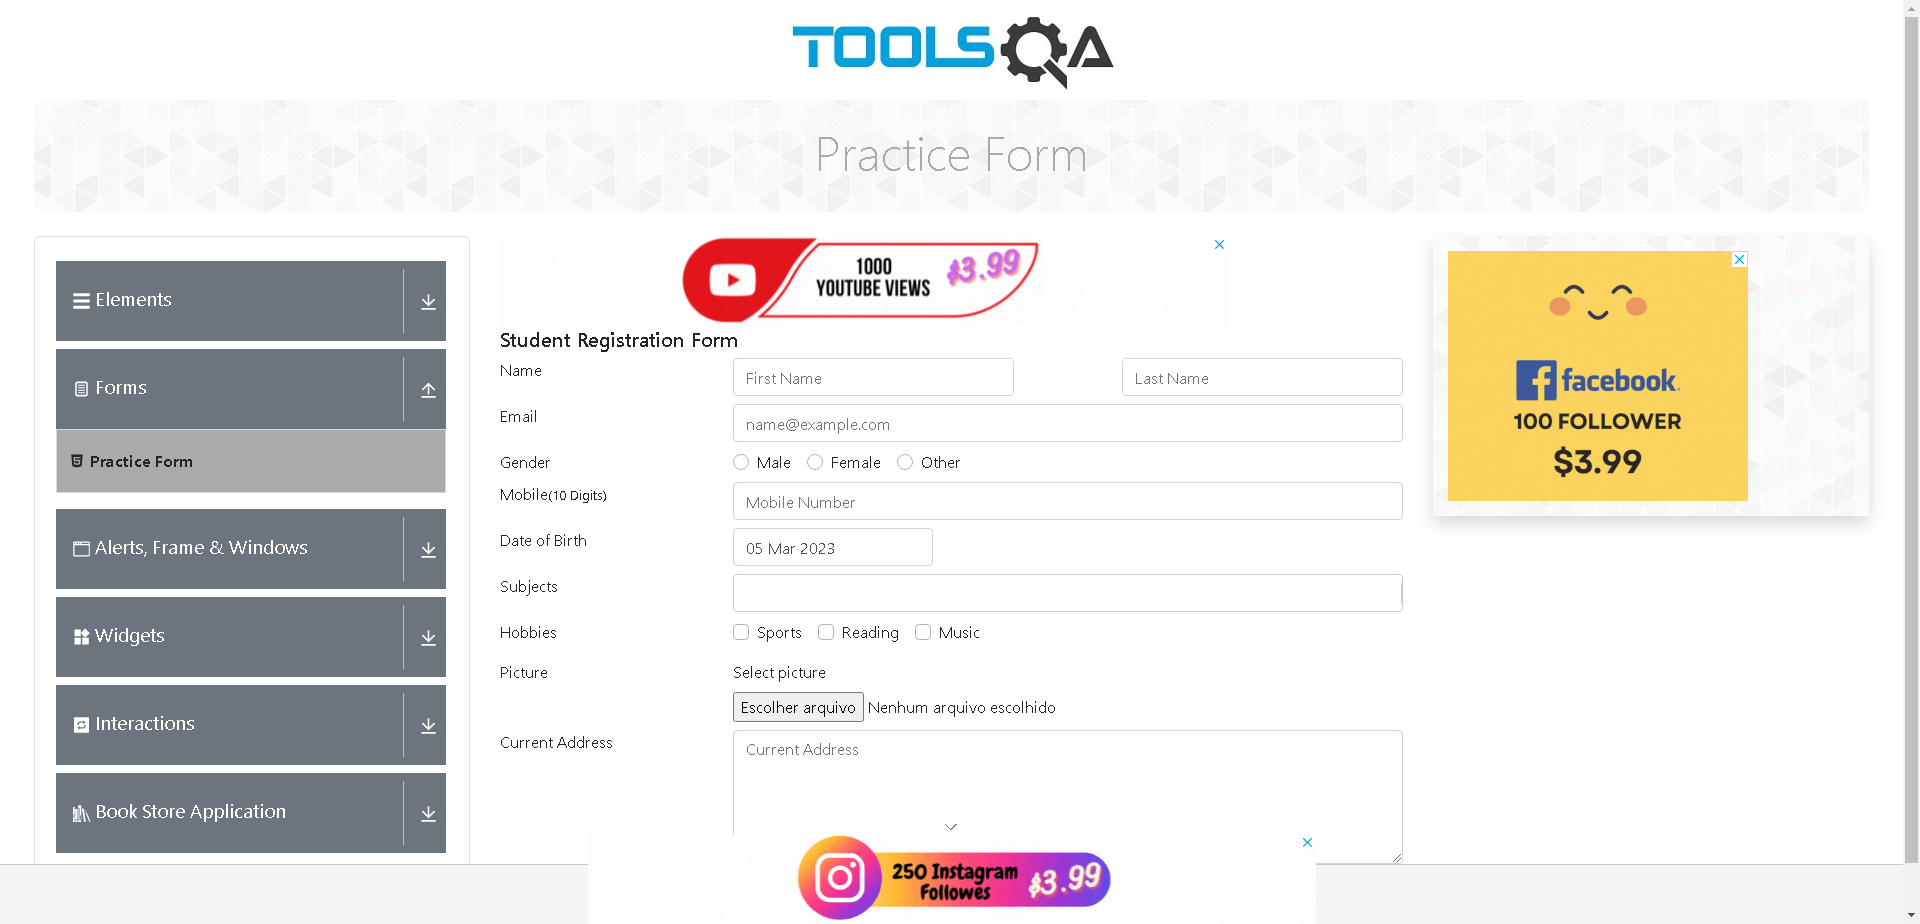 TOOLSQA
Practice Form
Elements
Forms
Practice Form
Alerts, Frame & Windows
Widgets
Interactions
Book Store Application
1000
YOUTUBE VIEWS
$3.99
Student Registration Form
Name
First Name
Last Name
Email
name@example.com
Gender
Male
Female
Other
Mobile(10 Digits)
Mobile Number
Date of Birth
05 Mar 2023
Subjects
Hobbies
Sports
Reading
Music
Picture
Select picture
Escolher arquivo
Nenhum arquivo escolhido
Current Address
Current Address
facebook
100 FOLLOWER
$3.99
250 Instagram
Followes
$3.99